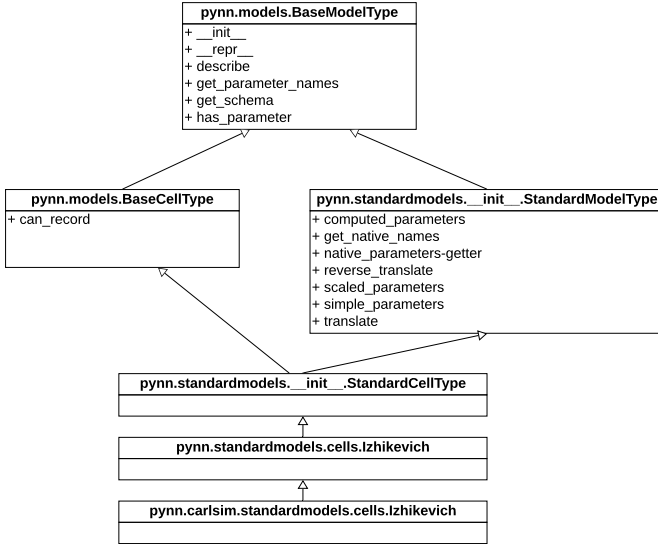 pynn.models.BaseModelType
+ __init__
+ __repr__
+ describe
+ get_parameter_names
+ get_schema
+ has_parameter
pynn.models.BaseCellType
+ can_record
pynn.standardmodels.__init__.StandardModelType
+ computed_parameters
+ get_native_names
+ native_parameters-getter
+ reverse_translate
+ scaled_parameters
+ simple_parameters
+ translate
pynn.standardmodels.__init__.StandardCellType
pynn.standardmodels.cells.Izhikevich
pynn.carlsim.standardmodels.cells.Izhikevich